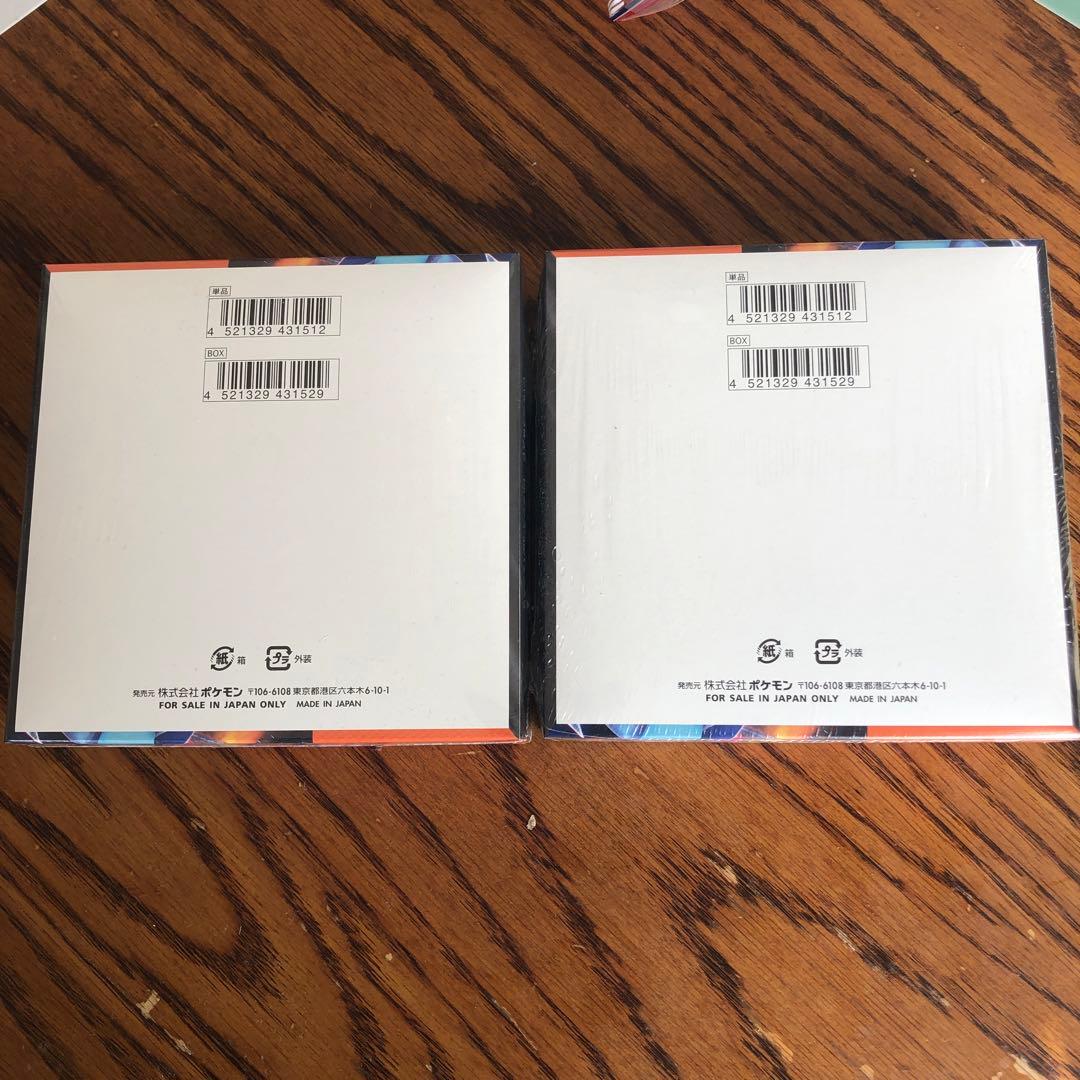 単品
4 521329 431512
BOX
4 521329 431529
紙 箱 プラ 外装
発売元 株式会社ポケモン 〒106-6108 東京都港区六本木6-10-1
FOR SALE IN JAPAN ONLY MADE IN JAPAN
単品
4 521329 431512
BOX
4 521329 431529
紙 箱 プラ 外装
発売元 株式会社ポケモン 〒106-6108 東京都港区六本木6-10-1
FOR SALE IN JAPAN ONLY MADE IN JAPAN